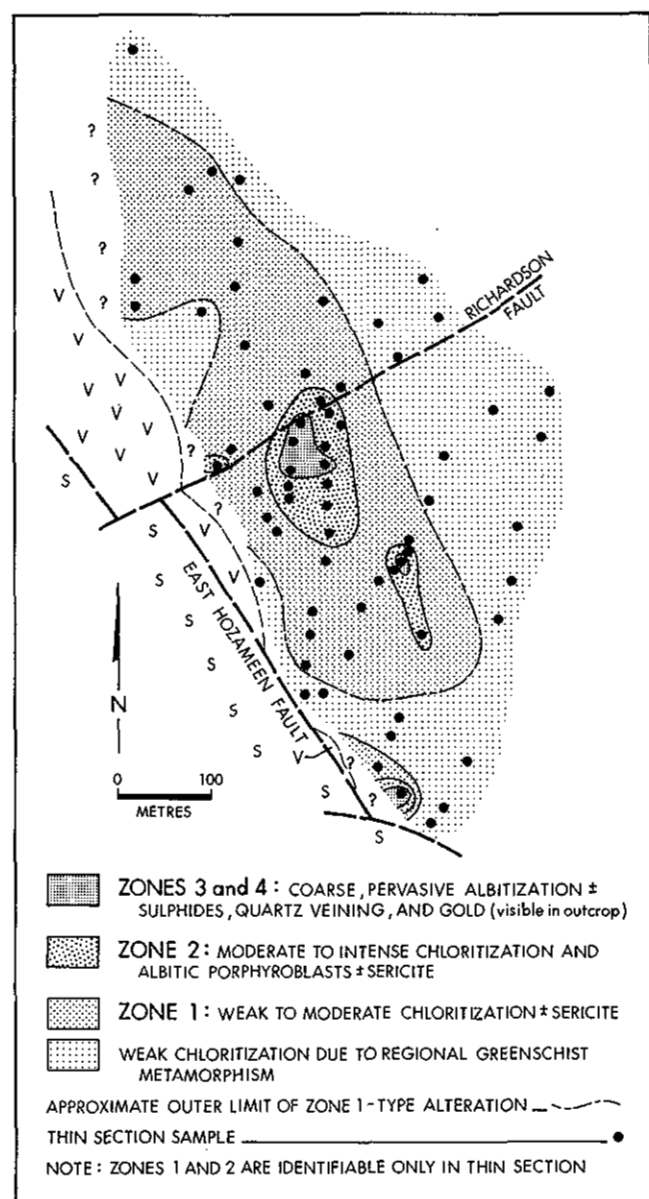 ?
?
?
?
V
V
V
V
V
V
V
V
V
V
S
RICHARDSON
FAULT
?
?
V
S
V
EAST HOZAMEEN FAULT
S
S
S
S
S
V
S
?
?
S
N
0 100
METRES
ZONES 3 and 4 : COARSE, PERVASIVE ALBITIZATION ±
SULPHIDES, QUARTZ VEINING, AND GOLD (visible in outcrop)
ZONE 2 : MODERATE TO INTENSE CHLORITIZATION AND
ALBITIC PORPHYROBLASTS ± SERICITE
ZONE 1 : WEAK TO MODERATE CHLORITIZATION ± SERICITE
WEAK CHLORITIZATION DUE TO REGIONAL GREENSCHIST
METAMORPHISM
APPROXIMATE OUTER LIMIT OF ZONE 1-TYPE ALTERATION
THIN SECTION SAMPLE
NOTE : ZONES 1 AND 2 ARE IDENTIFIABLE ONLY IN THIN SECTION